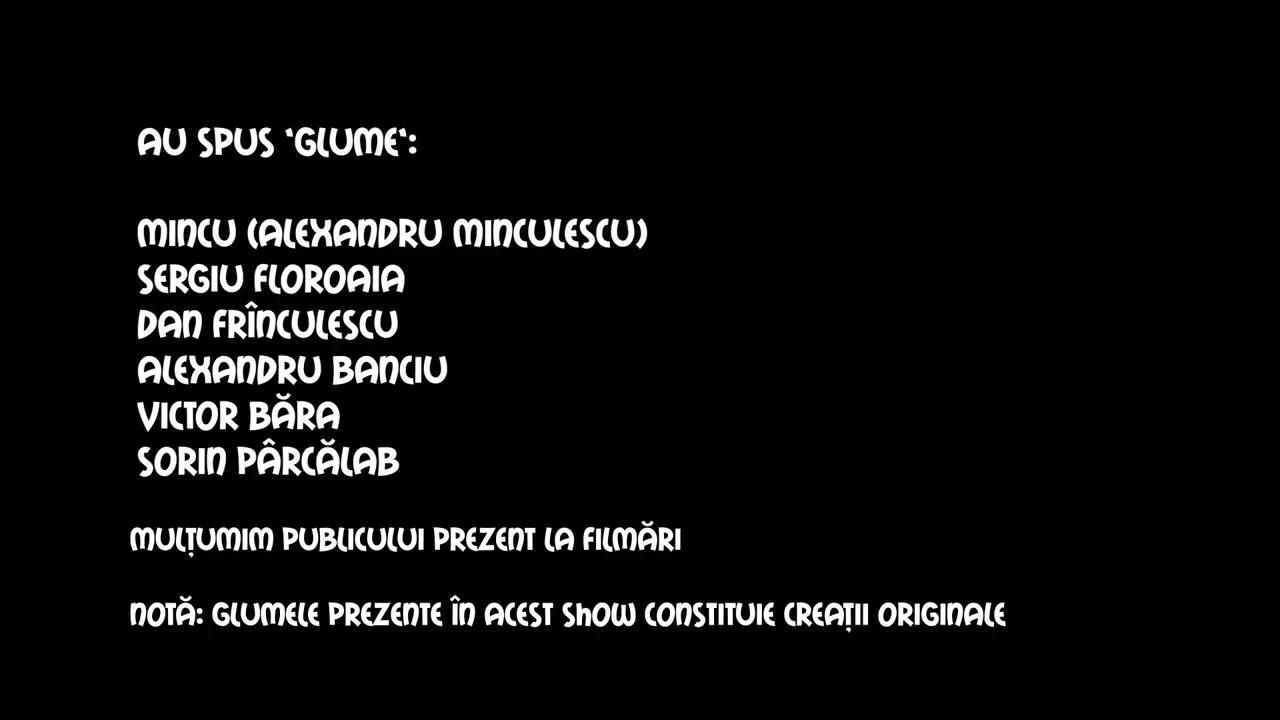 AU SPUS 'GLUME':
MINCU (ALEXANDRU MINCULESCU)
SERGIU FLOROAIA
DAN FRÎNCULESCU
ALEXANDRU BANCIU
VICTOR BĂRA
SORIN PÂRCĂLAB
MULȚUMIM PUBLICULUI PREZENT LA FILMĂRI
NOTĂ: GLUMELE PREZENTE ÎN ACEST SHOW CONSTITUIE CREAȚII ORIGINALE